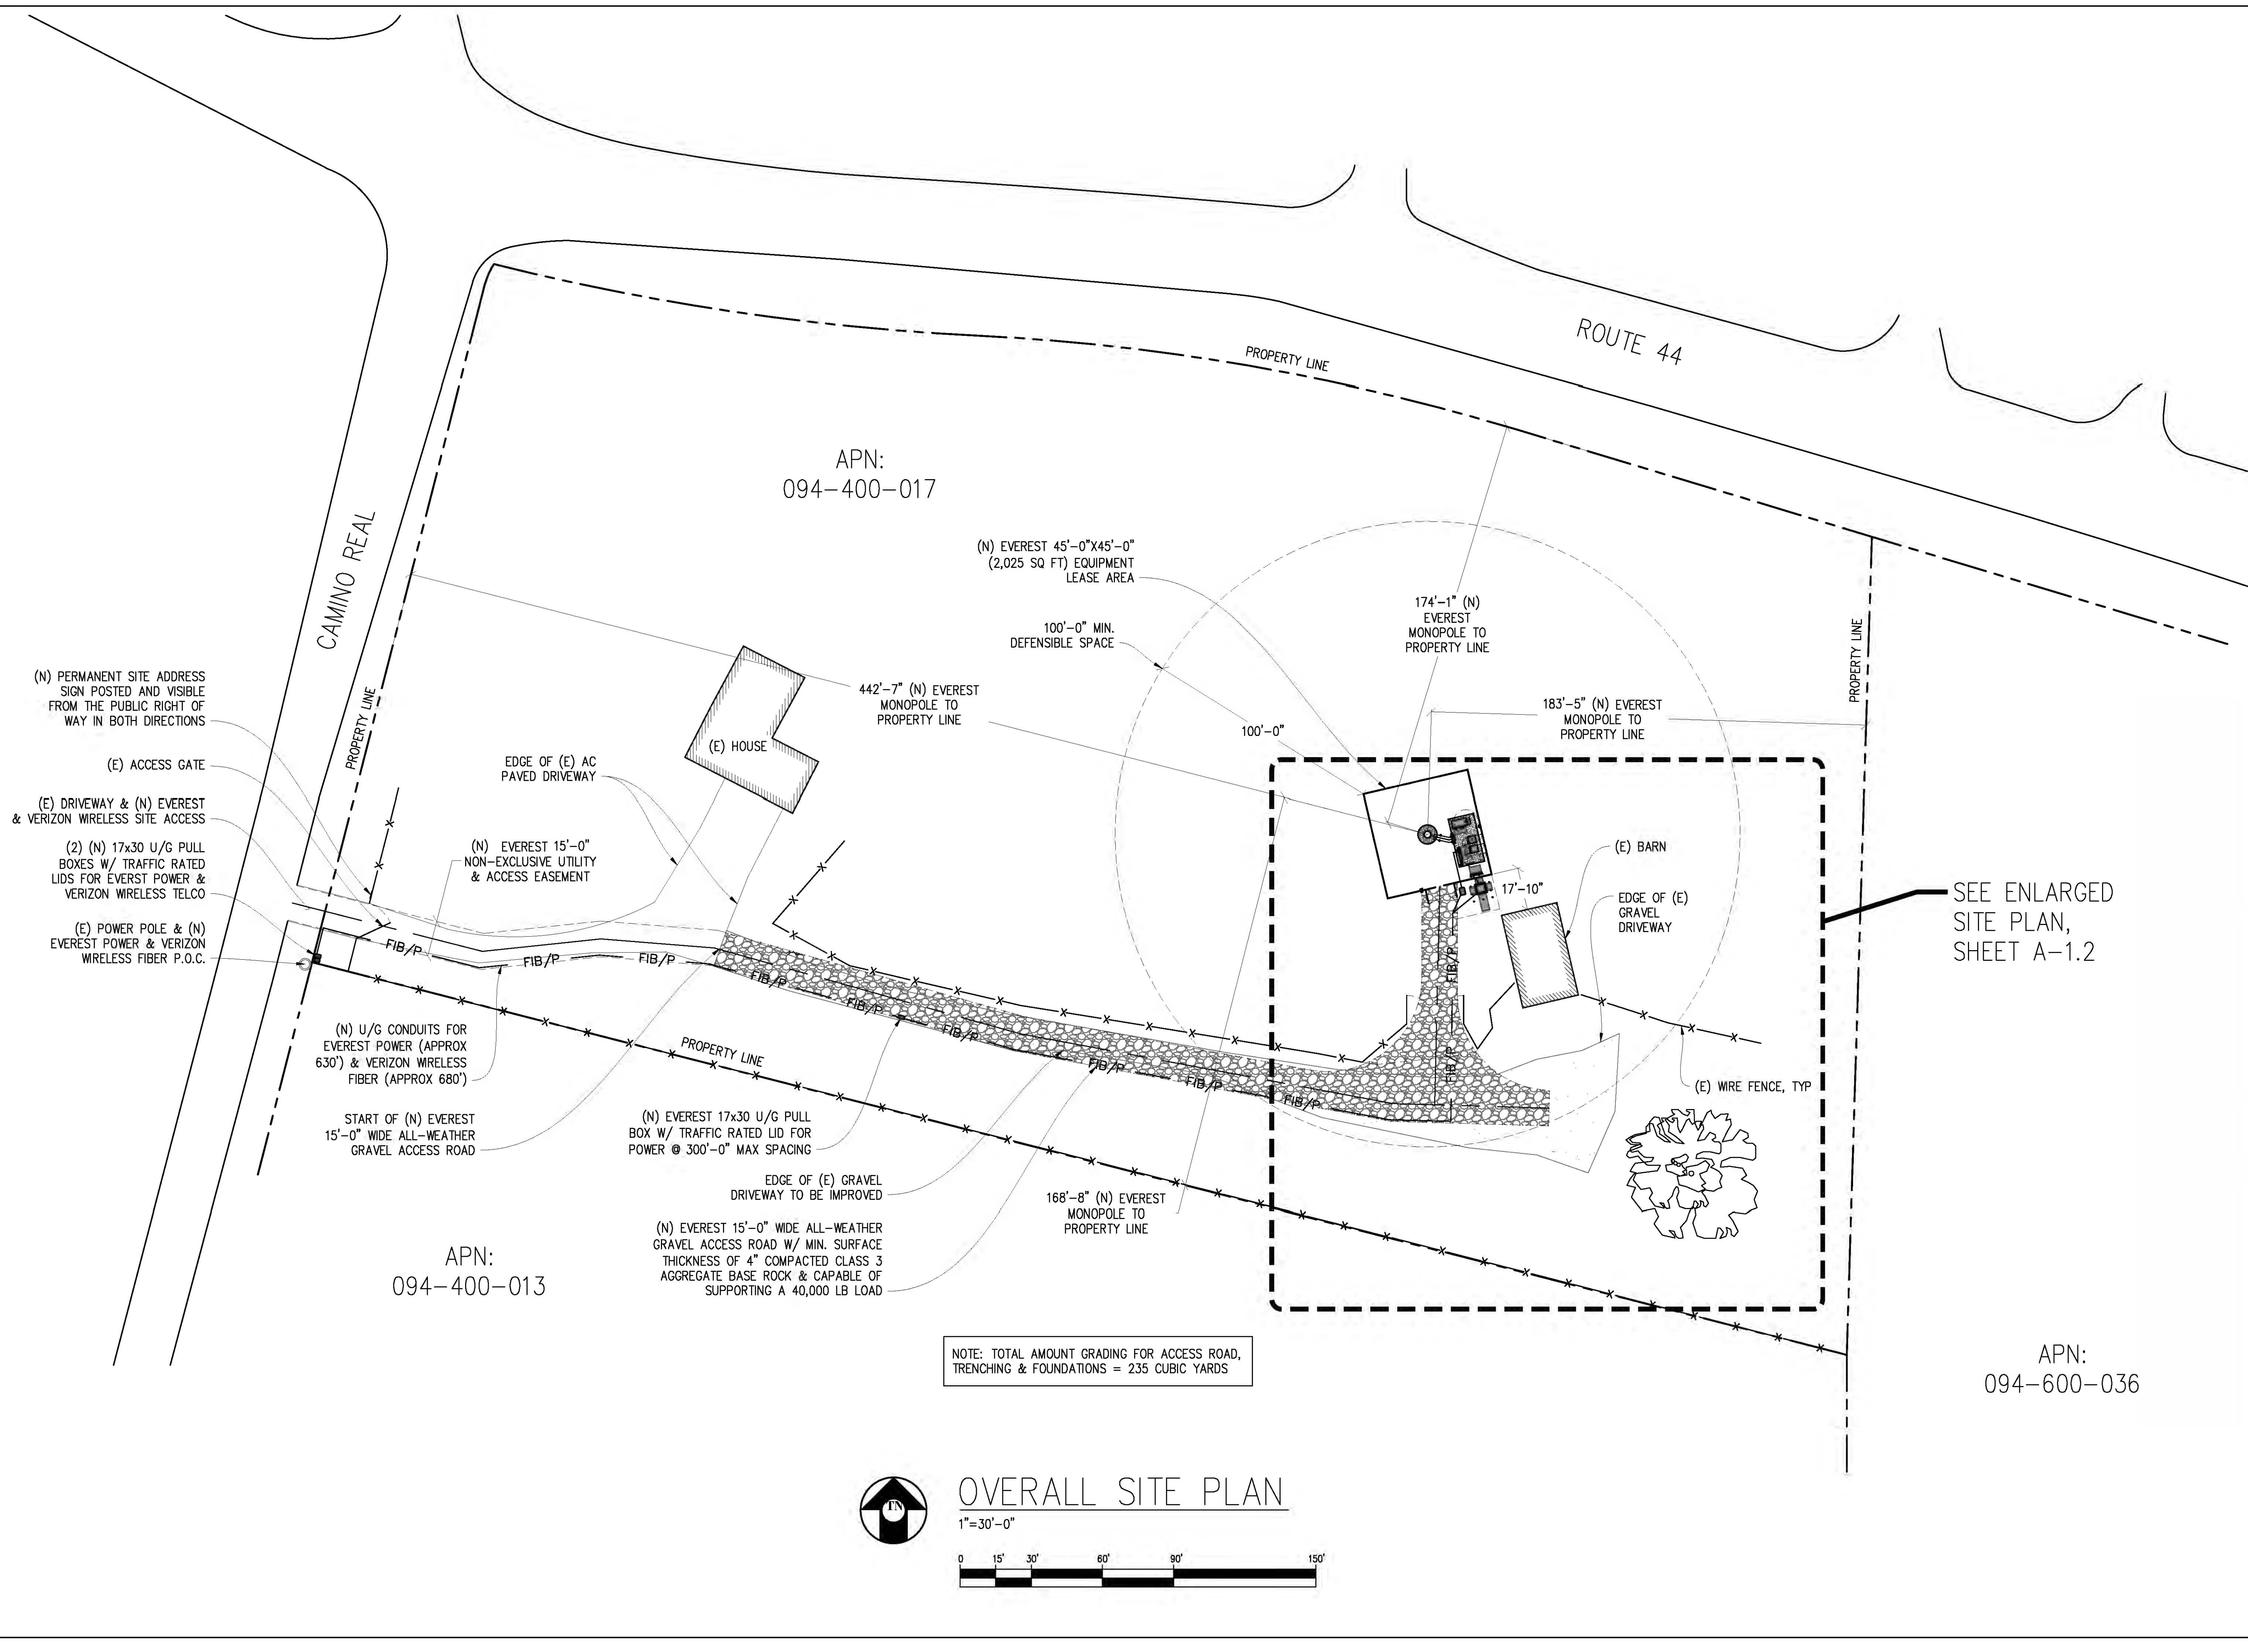 ROUTE 44
PROPERTY LINE
APN:
094-400-017
CAMINO REAL
(N) EVEREST 45'-0"X45'-0"
(2,025 SQ FT) EQUIPMENT
LEASE AREA
174'-1" (N)
EVEREST
MONOPOLE TO
PROPERTY LINE
100'-0" MIN.
DEFENSIBLE SPACE
PROPERTY LINE
(N) PERMANENT SITE ADDRESS
SIGN POSTED AND VISIBLE
FROM THE PUBLIC RIGHT OF
WAY IN BOTH DIRECTIONS
PROPERTY LINE
442'-7" (N) EVEREST
MONOPOLE TO
PROPERTY LINE
183'-5" (N) EVEREST
MONOPOLE TO
PROPERTY LINE
100'-0"
(E) HOUSE
(E) ACCESS GATE
EDGE OF (E) AC
PAVED DRIVEWAY
(E) DRIVEWAY & (N) EVEREST
& VERIZON WIRELESS SITE ACCESS
(2) (N) 17x30 U/G PULL
BOXES W/ TRAFFIC RATED
LIDS FOR EVERST POWER &
VERIZON WIRELESS TELCO
(N) EVEREST 15'-0"
NON-EXCLUSIVE UTILITY
& ACCESS EASEMENT
(E) BARN
17'-10"
EDGE OF (E)
GRAVEL
DRIVEWAY
SEE ENLARGED
SITE PLAN,
SHEET A-1.2
(E) POWER POLE & (N)
EVEREST POWER & VERIZON
WIRELESS FIBER P.O.C.
FIB/P
FIB/P
FIB/P
FIB/P
FIB/P
FIB/P
FIB/P
FIB/P
FIB/P
FIB/P
FIB/P
(N) U/G CONDUITS FOR
EVEREST POWER (APPROX
630') & VERIZON WIRELESS
FIBER (APPROX 680')
PROPERTY LINE
(E) WIRE FENCE, TYP
START OF (N) EVEREST
15'-0" WIDE ALL-WEATHER
GRAVEL ACCESS ROAD
(N) EVEREST 17x30 U/G PULL
BOX W/ TRAFFIC RATED LID FOR
POWER @ 300'-0" MAX SPACING
EDGE OF (E) GRAVEL
DRIVEWAY TO BE IMPROVED
168'-8" (N) EVEREST
MONOPOLE TO
PROPERTY LINE
(N) EVEREST 15'-0" WIDE ALL-WEATHER
GRAVEL ACCESS ROAD W/ MIN. SURFACE
THICKNESS OF 4" COMPACTED CLASS 3
AGGREGATE BASE ROCK & CAPABLE OF
SUPPORTING A 40,000 LB LOAD
APN:
094-400-013
NOTE: TOTAL AMOUNT GRADING FOR ACCESS ROAD,
TRENCHING & FOUNDATIONS = 235 CUBIC YARDS
APN:
094-600-036
TN
OVERALL SITE PLAN
1"=30'-0"
0 15' 30' 60' 90' 150'